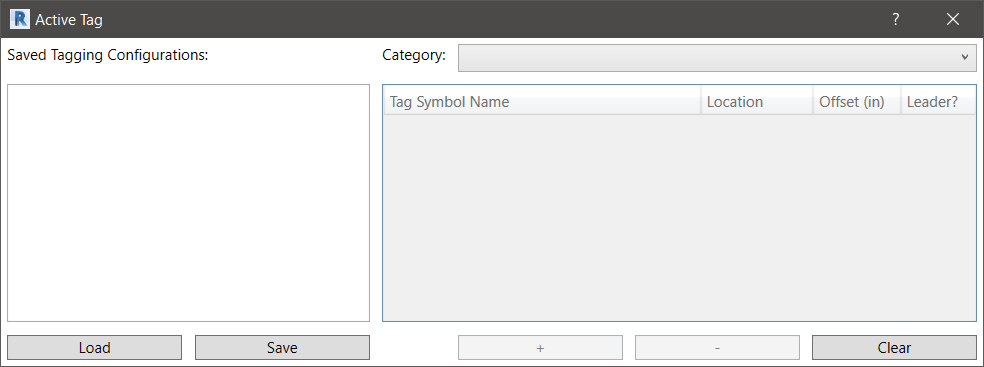 R Active Tag ?
Saved Tagging Configurations: Category:
Tag Symbol Name Location Offset (in) Leader?
Load Save + - Clear